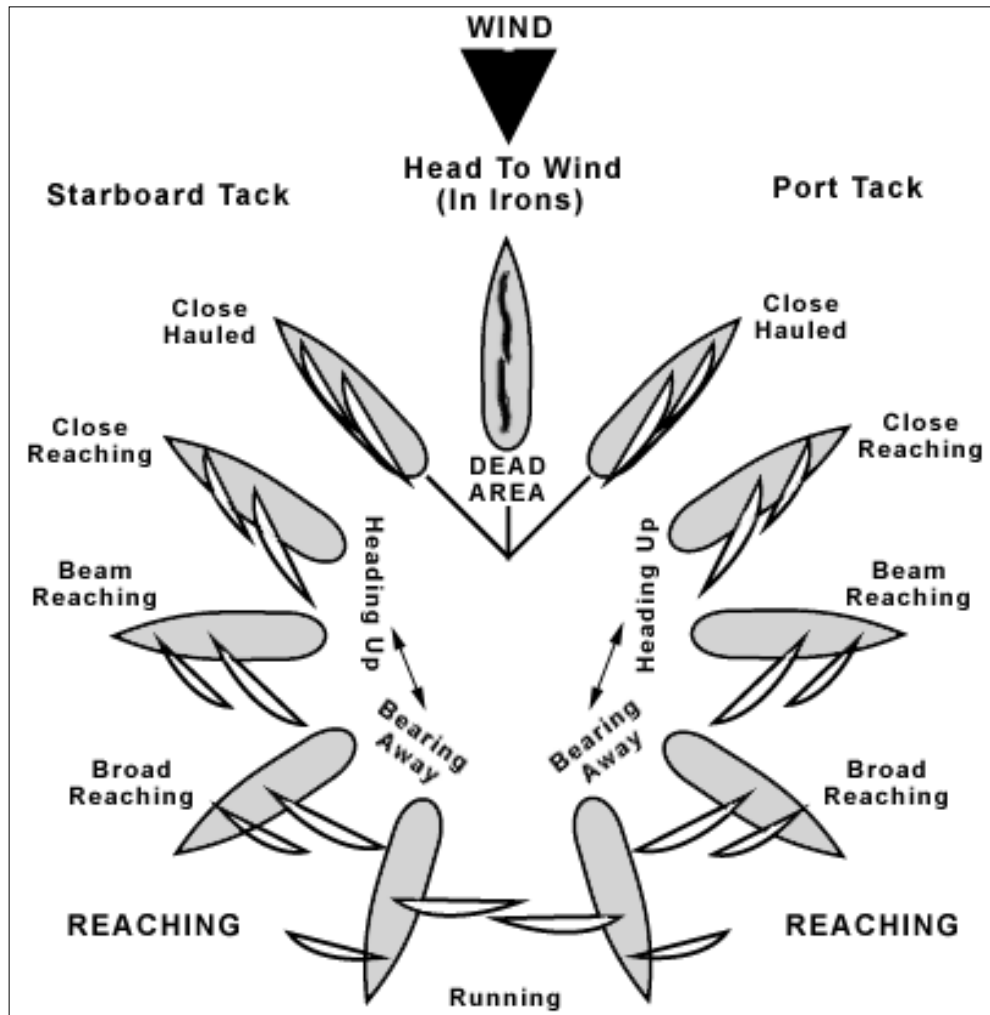 WIND
Head To Wind
(In Irons)
Starboard Tack
Port Tack
Close
Hauled
Close
Hauled
Close
Reaching
Close
Reaching
DEAD
AREA
Heading Up
Heading Up
Beam
Reaching
Beam
Reaching
Bearing
Away
Bearing
Away
Broad
Reaching
Broad
Reaching
REACHING
REACHING
Running